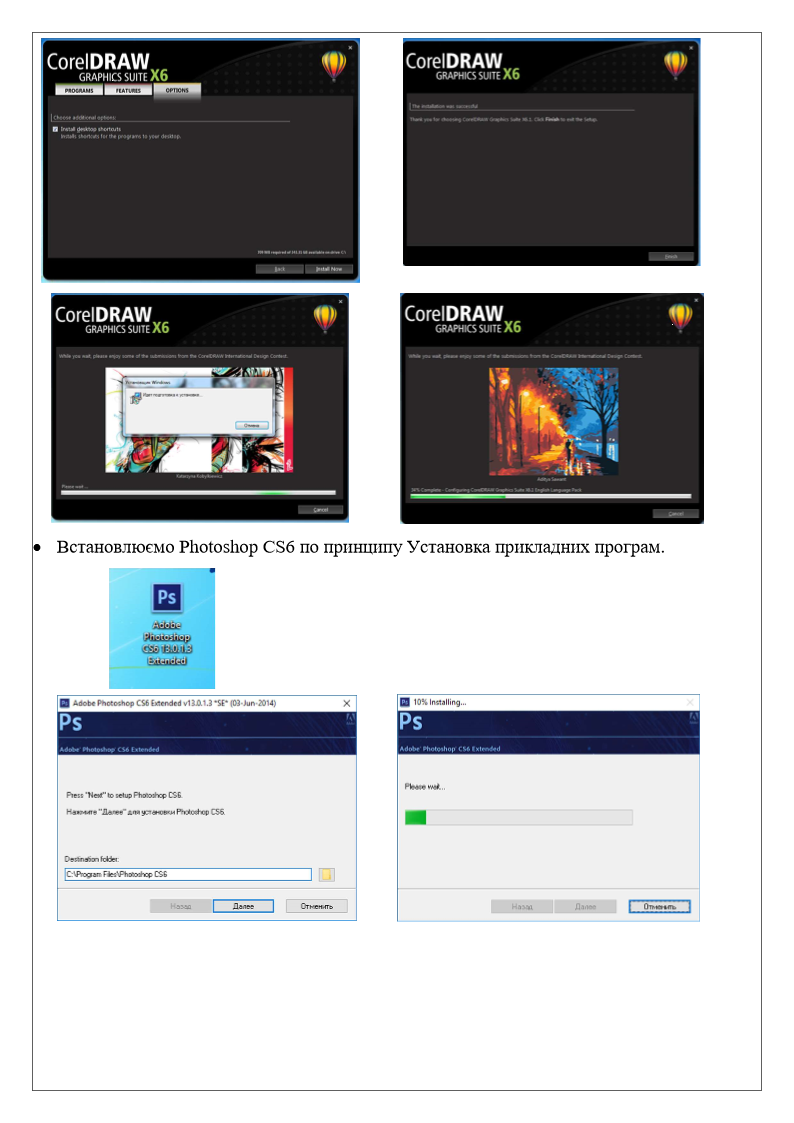 CorelDRAW
GRAPHICS SUITE X6
PROGRAMS FEATURES OPTIONS
Choose additional options:
Install desktop shortcuts
Installs shortcuts for the programs to your desktop.
Back Install Now
CorelDRAW
GRAPHICS SUITE X6
The installation was successful
Thank you for choosing CorelDRAW Graphics Suite X6.2. Click Finish to exit the Setup.
Finish
CorelDRAW
GRAPHICS SUITE X6
While you wait, please enjoy some of the submissions from the CorelDRAW International Design Contest.
Установщик Windows
Идет подготовка к установке...
Отмена
Please wait ...
Cancel
CorelDRAW
GRAPHICS SUITE X6
While you wait, please enjoy some of the submissions from the CorelDRAW International Design Contest.
Aditya Sawant
34% Complete - Configuring CorelDRAW Graphics Suite X6.2 English Language Pack
Cancel
• Встановлюємо Photoshop CS6 по принципу Установка прикладних програм.
Ps
Adobe
Photoshop
CS6 13.0.1.3
Extended
Ps Adobe Photoshop CS6 Extended v13.0.1.3 *SE* (03-Jun-2014)
Ps
Adobe® Photoshop® CS6 Extended
Press "Next" to setup Photoshop CS6.
Нажмите "Далее" для установки Photoshop CS6.
Destination folder:
C:\Program Files\Photoshop CS6
Назад Далее Отменить
Ps 10% Installing...
Ps
Adobe® Photoshop® CS6 Extended
Please wait...
Назад Далее Отменить